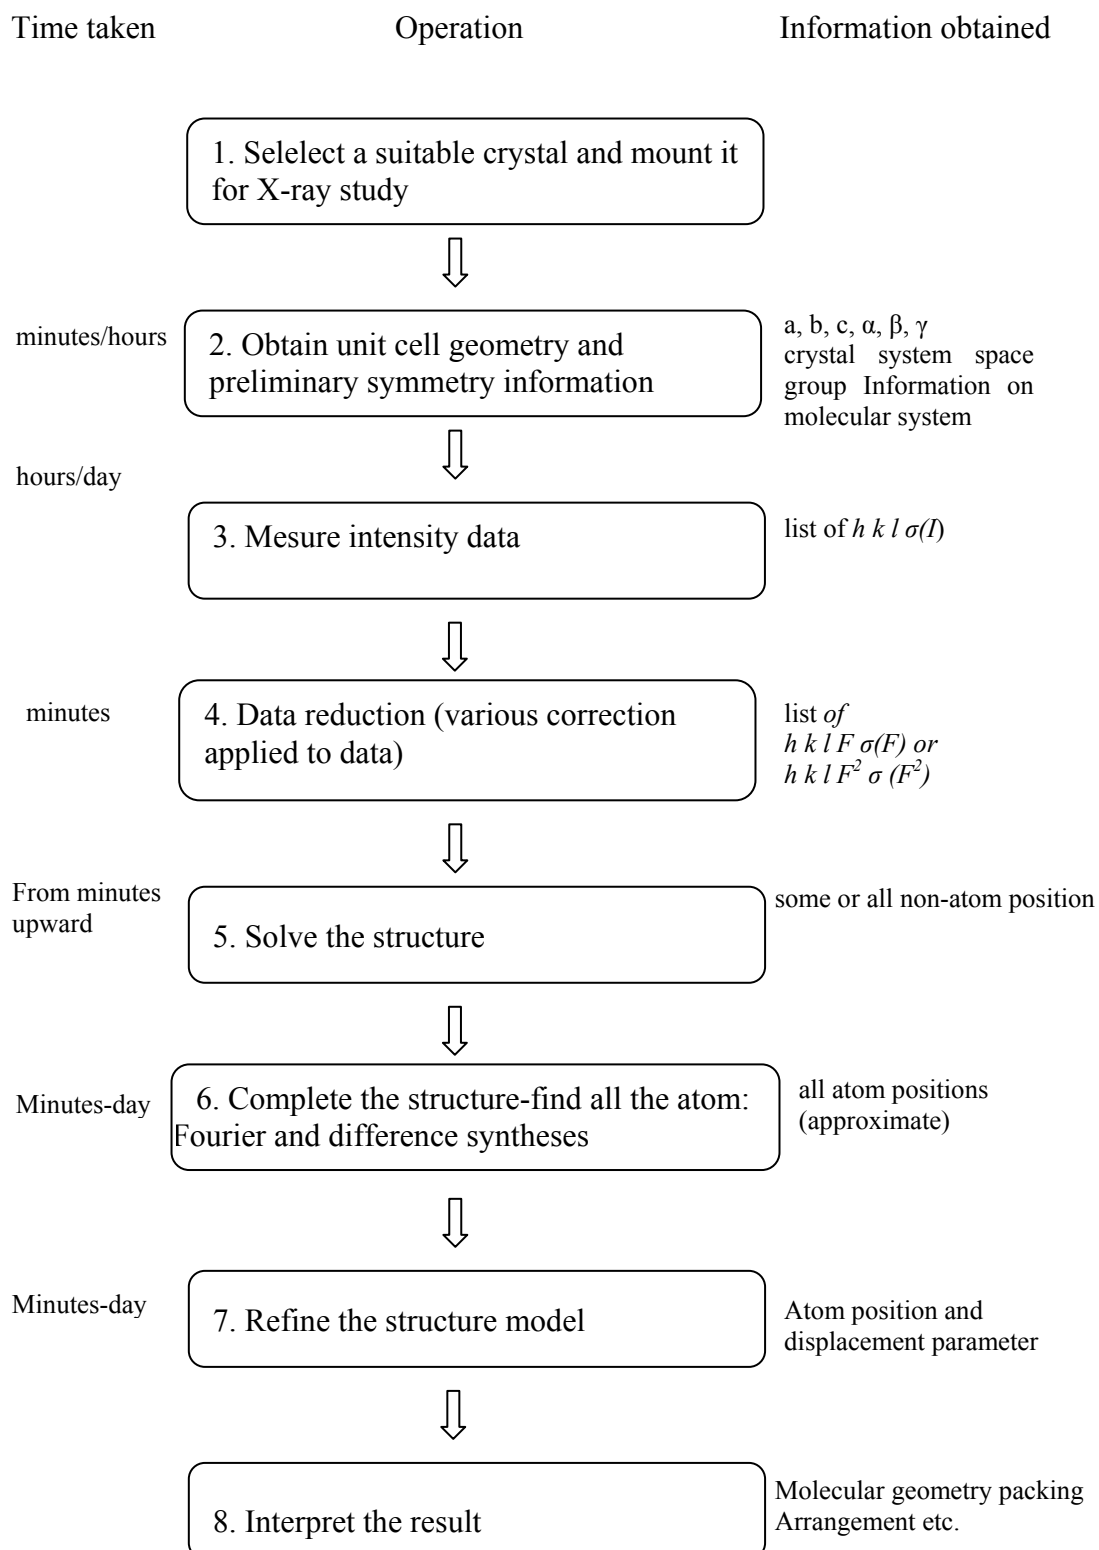 Time taken
Operation
Information obtained
1. Selelect a suitable crystal and mount it
for X-ray study
minutes/hours
2. Obtain unit cell geometry and
preliminary symmetry information
a, b, c, α, β, γ
crystal system space
group Information on
molecular system
hours/day
3. Mesure intensity data
list of h k l σ(I)
minutes
4. Data reduction (various correction
applied to data)
list of
h k l F σ(F) or
h k l F² σ (F²)
From minutes
upward
5. Solve the structure
some or all non-atom position
Minutes-day
6. Complete the structure-find all the atom:
Fourier and difference syntheses
all atom positions
(approximate)
Minutes-day
7. Refine the structure model
Atom position and
displacement parameter
8. Interpret the result
Molecular geometry packing
Arrangement etc.